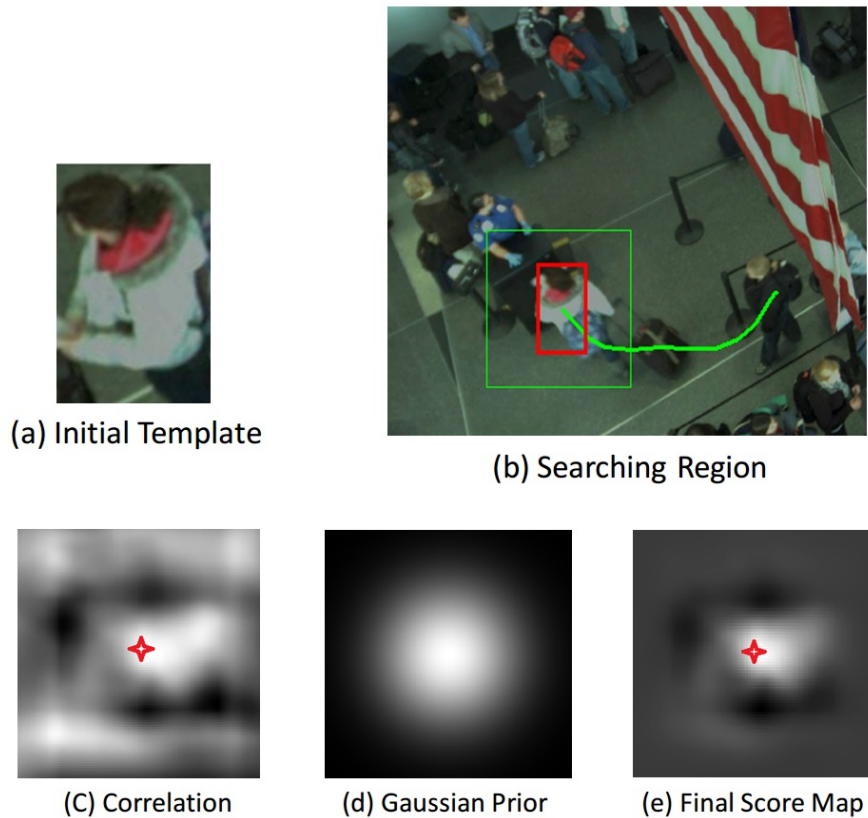 (a) Initial Template
(b) Searching Region
(C) Correlation
(d) Gaussian Prior
(e) Final Score Map